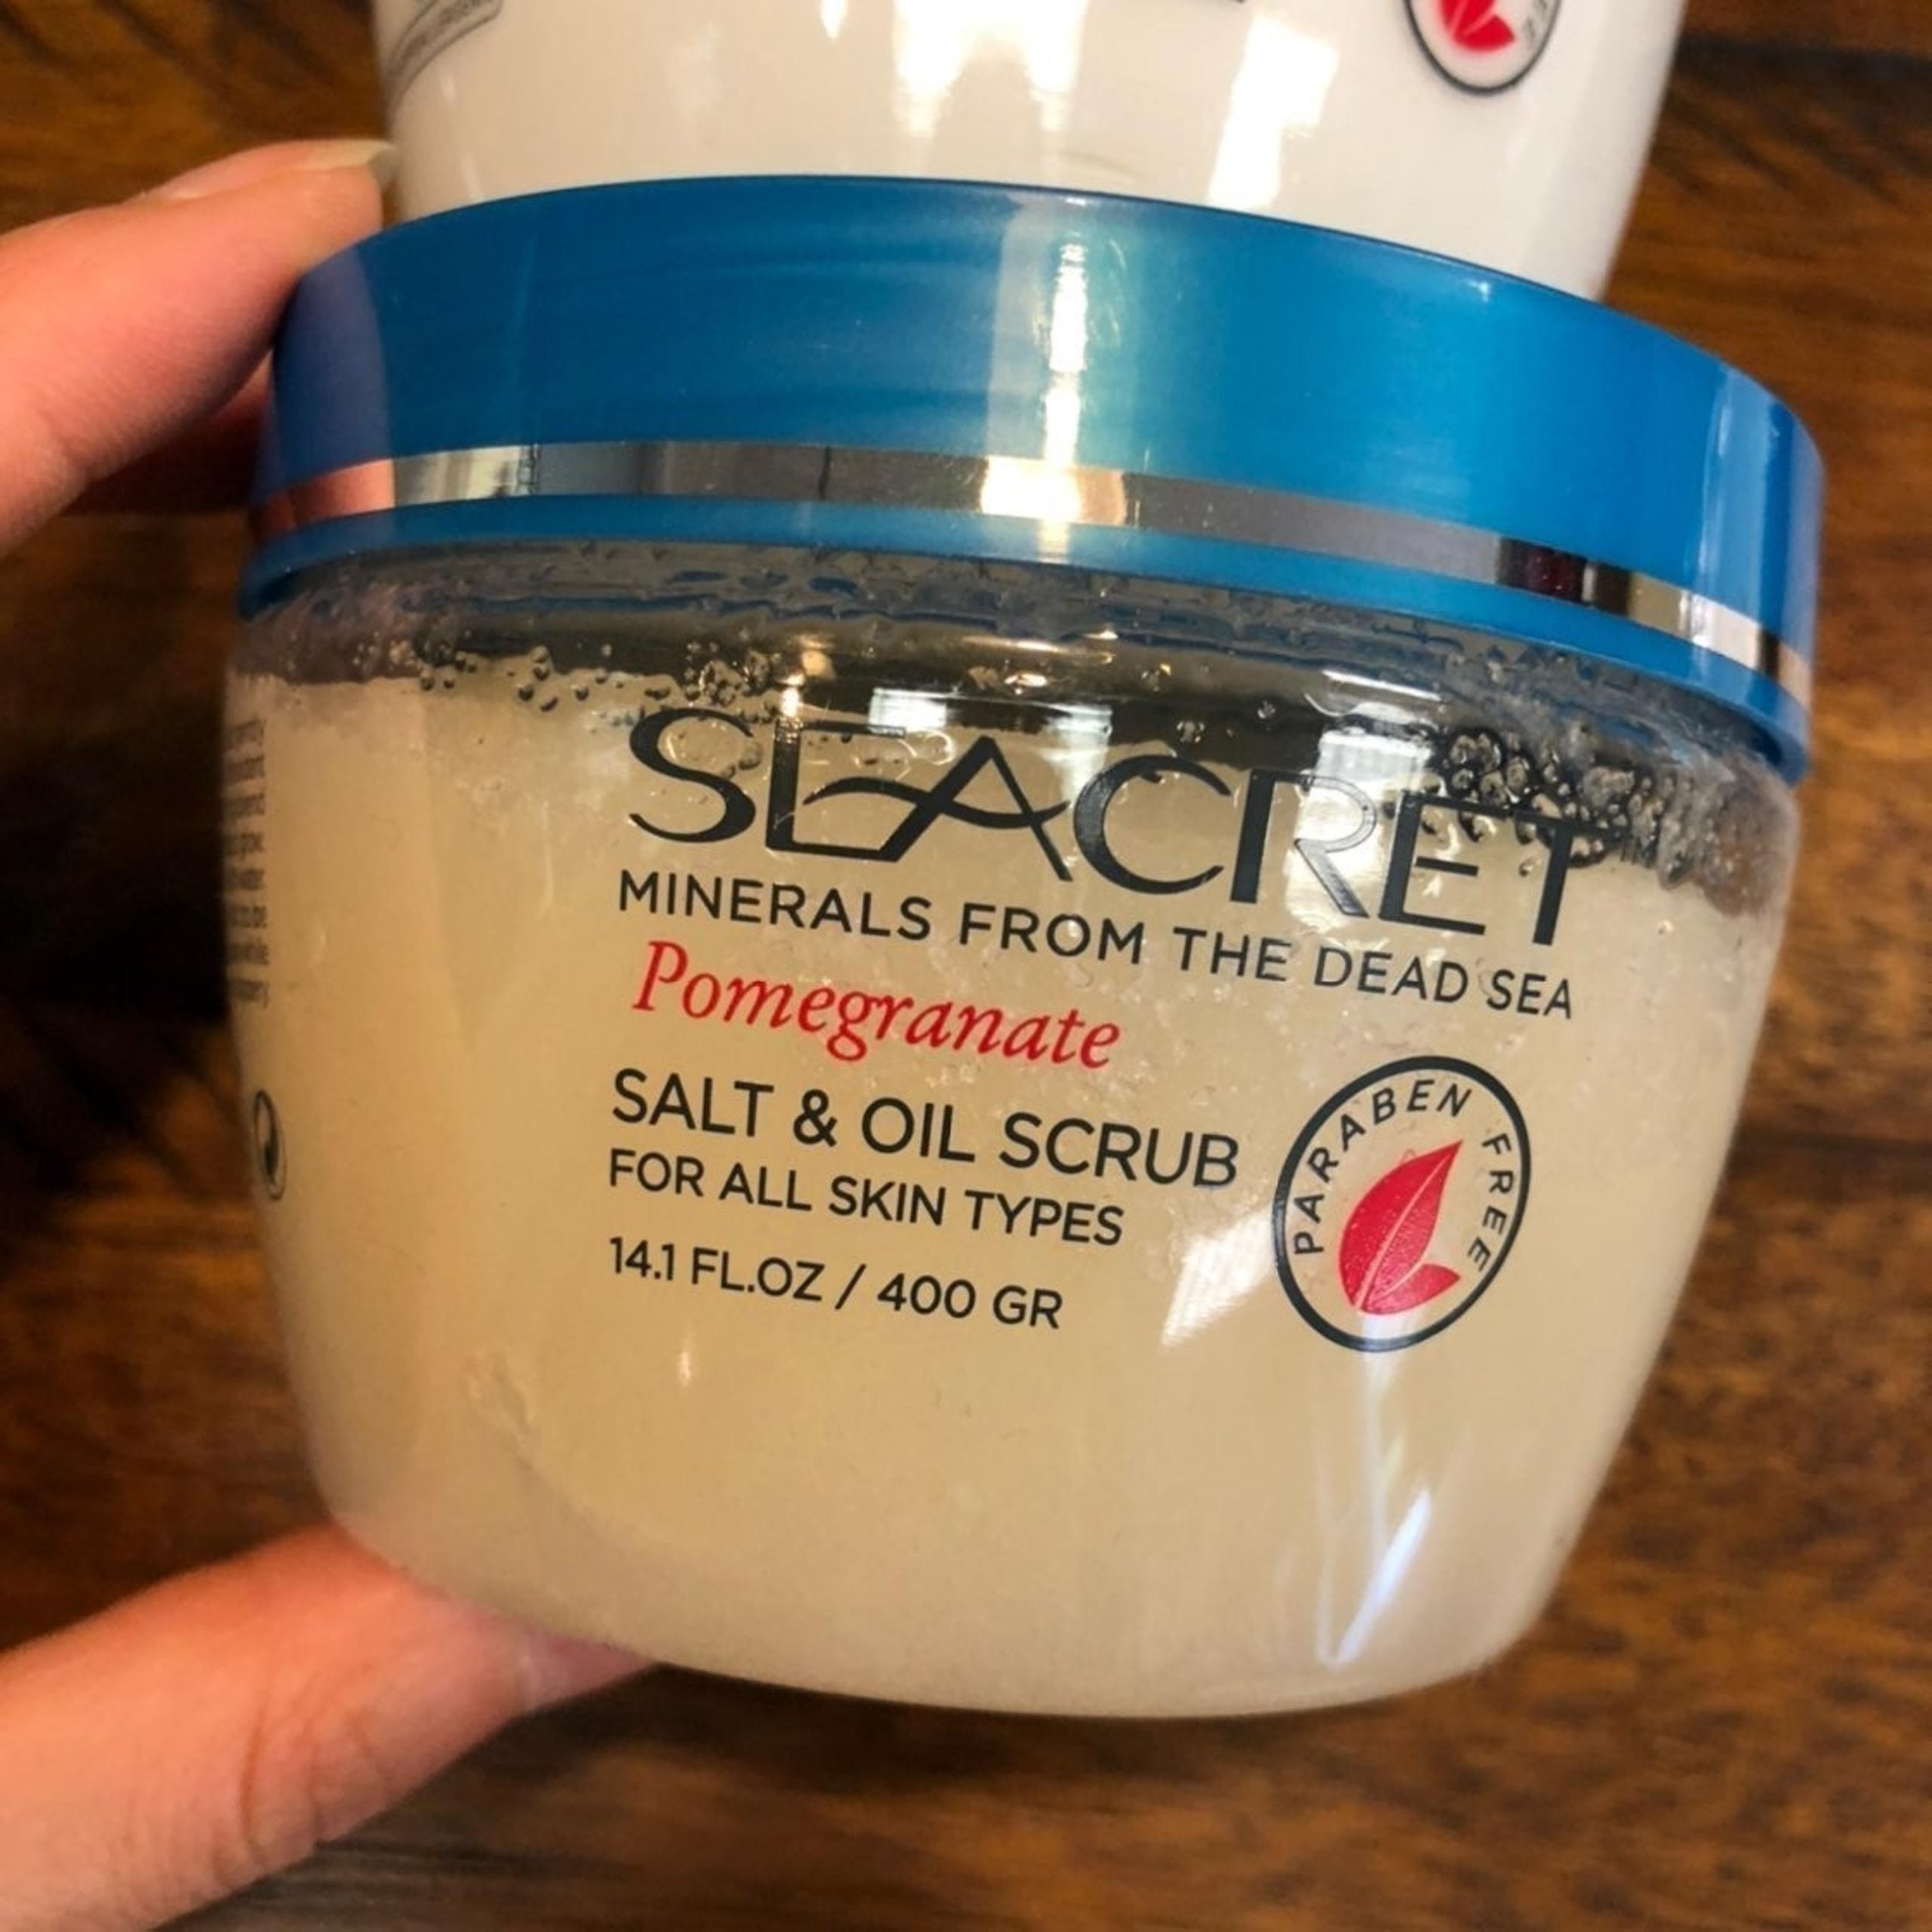 SEACRET
MINERALS FROM THE DEAD SEA
Pomegranate
SALT & OIL SCRUB
FOR ALL SKIN TYPES
14.1 FL.OZ / 400 GR
PARABEN FREE